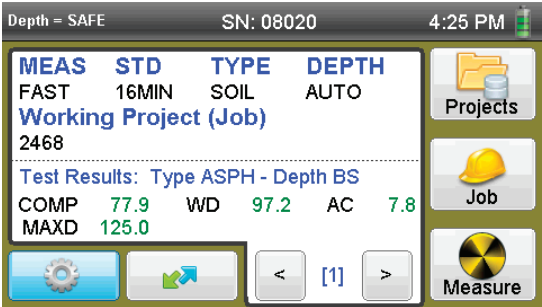 Depth = SAFE SN: 08020 4:25 PM
MEAS STD TYPE DEPTH
FAST 16MIN SOIL AUTO
Working Project (Job)
2468
Test Results: Type ASPH - Depth BS
COMP 77.9 WD 97.2 AC 7.8
MAXD 125.0
< [1] >
Projects
Job
Measure